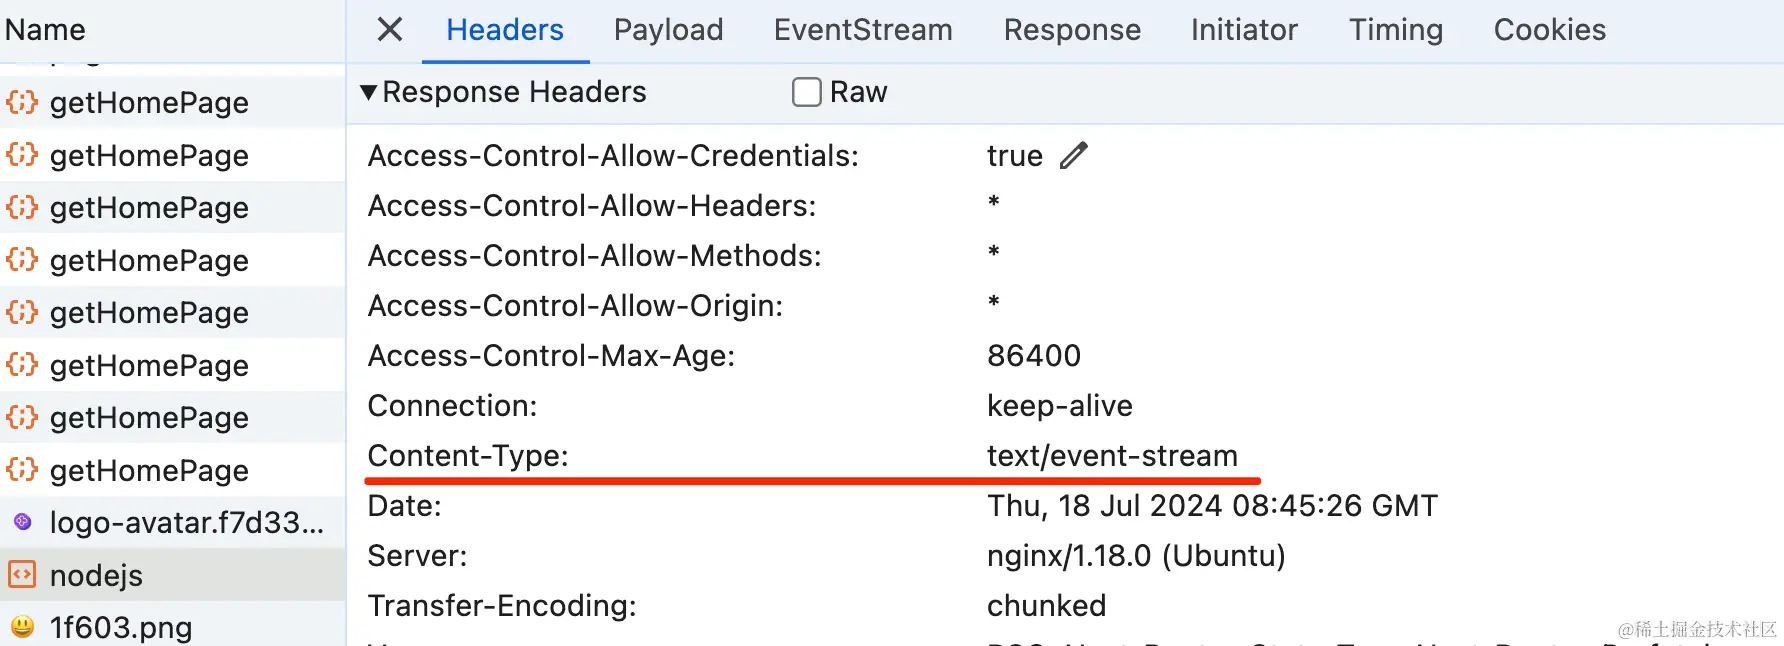 Name
Headers Payload EventStream Response Initiator Timing Cookies
Response Headers Raw
getHomePage
getHomePage
getHomePage
getHomePage
getHomePage
getHomePage
getHomePage
getHomePage
logo-avatar.f7d33...
nodejs
1f603.png
Access-Control-Allow-Credentials: true
Access-Control-Allow-Headers: *
Access-Control-Allow-Methods: *
Access-Control-Allow-Origin: *
Access-Control-Max-Age: 86400
Connection: keep-alive
Content-Type: text/event-stream
Date: Thu, 18 Jul 2024 08:45:26 GMT
Server: nginx/1.18.0 (Ubuntu)
Transfer-Encoding: chunked
@稀土掘金技术社区